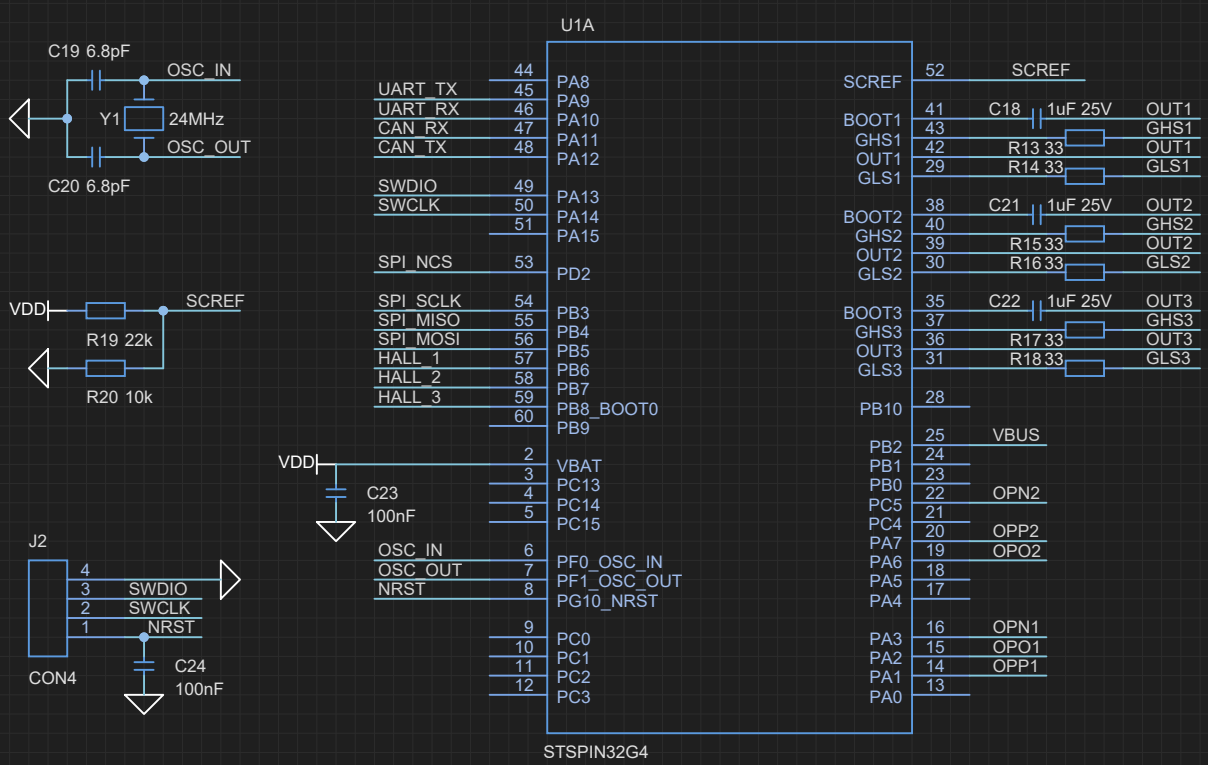 U1A
C19 6.8pF
OSC_IN
Y1 24MHz
OSC_OUT
C20 6.8pF
VDD
SCREF
R19 22k
R20 10k
VDD
C23
100nF
J2
4
3 SWDIO
2 SWCLK
1 NRST
CON4
C24
100nF
44 PA8
UART_TX 45 PA9
UART_RX 46 PA10
CAN_RX 47 PA11
CAN_TX 48 PA12
SWDIO 49 PA13
SWCLK 50 PA14
51 PA15
SPI_NCS 53 PD2
SPI_SCLK 54 PB3
SPI_MISO 55 PB4
SPI_MOSI 56 PB5
HALL_1 57 PB6
HALL_2 58 PB7
HALL_3 59 PB8_BOOT0
60 PB9
2 VBAT
3 PC13
4 PC14
5 PC15
OSC_IN 6 PF0_OSC_IN
OSC_OUT 7 PF1_OSC_OUT
NRST 8 PG10_NRST
9 PC0
10 PC1
11 PC2
12 PC3
SCREF 52 SCREF
BOOT1 41 C18 1uF 25V OUT1
GHS1 43 GHS1
OUT1 42 R13 33 OUT1
GLS1 29 R14 33 GLS1
BOOT2 38 C21 1uF 25V OUT2
GHS2 40 GHS2
OUT2 39 R15 33 OUT2
GLS2 30 R16 33 GLS2
BOOT3 35 C22 1uF 25V OUT3
GHS3 37 GHS3
OUT3 36 R17 33 OUT3
GLS3 31 R18 33 GLS3
PB10 28
PB2 25 VBUS
PB1 24
PB0 23
PC5 22 OPN2
PC4 21
PA7 20 OPP2
PA6 19 OPO2
PA5 18
PA4 17
PA3 16 OPN1
PA2 15 OPO1
PA1 14 OPP1
PA0 13
STSPIN32G4